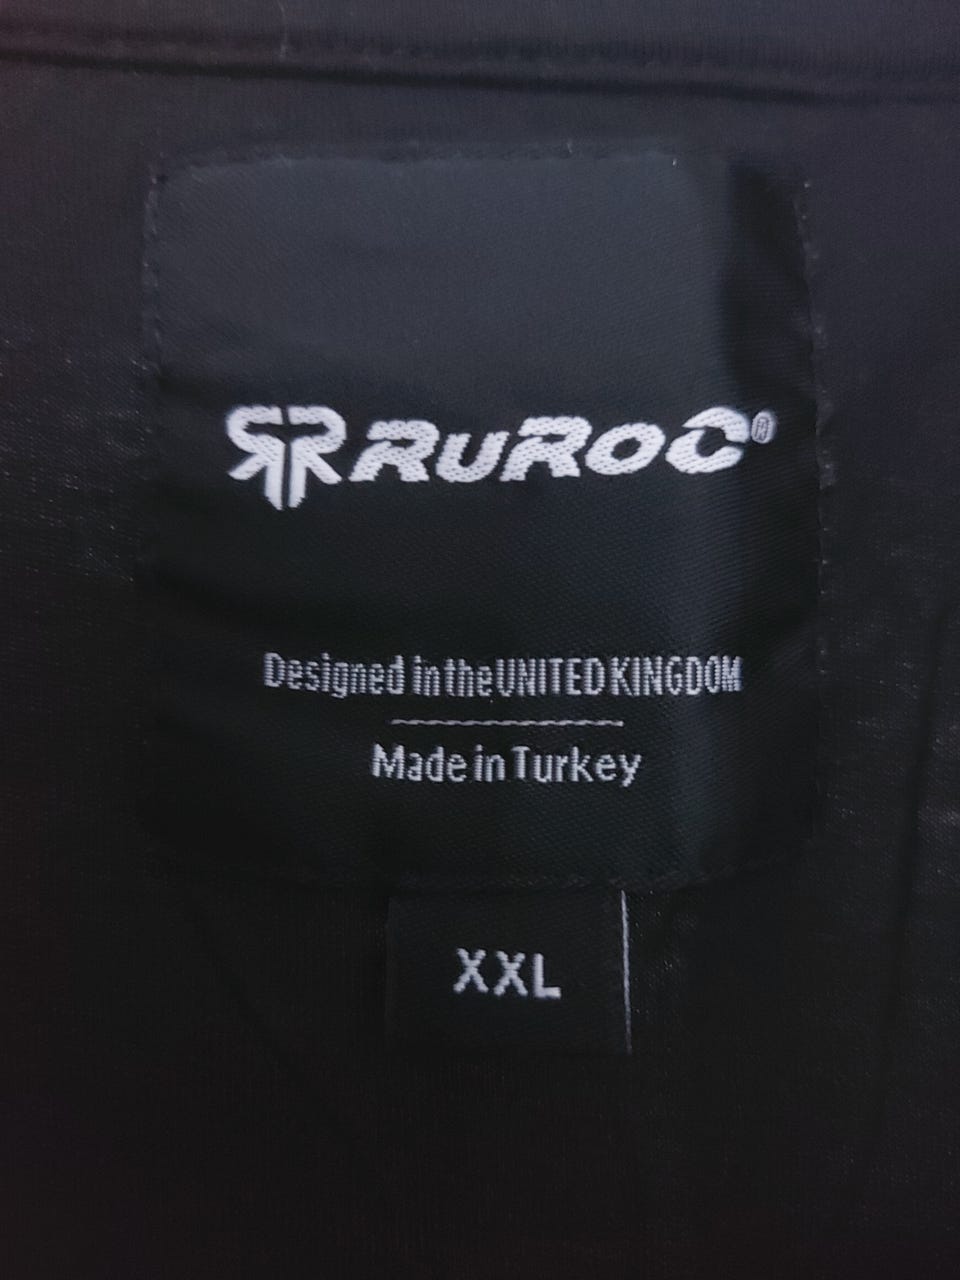 RuRoC®
Designed in the UNITED KINGDOM
Made in Turkey
XXL